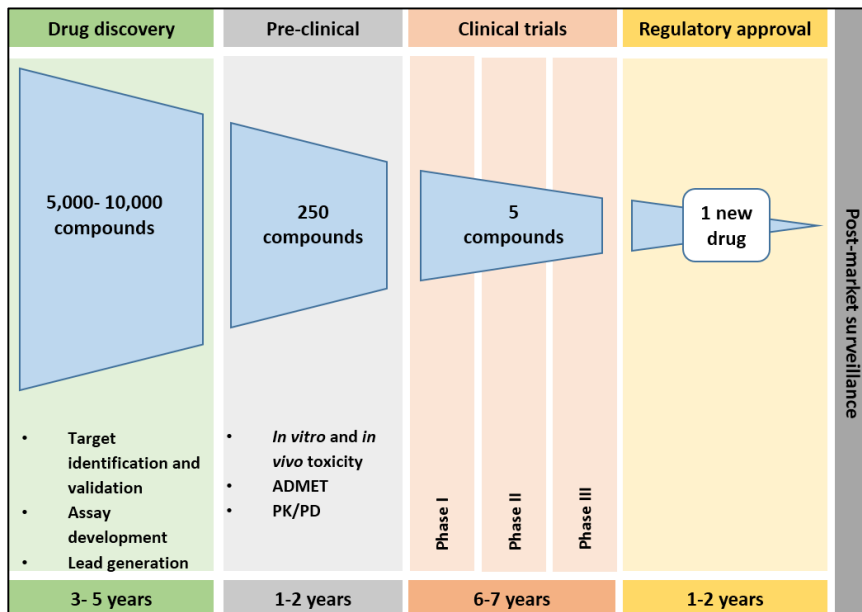 Drug discovery
Pre-clinical
Clinical trials
Regulatory approval
5,000- 10,000
compounds
250
compounds
5
compounds
1 new
drug
Post-market surveillance
• Target
identification and
validation
• Assay
development
• Lead generation
• In vitro and in
vivo toxicity
• ADMET
• PK/PD
Phase I
Phase II
Phase III
3- 5 years
1-2 years
6-7 years
1-2 years